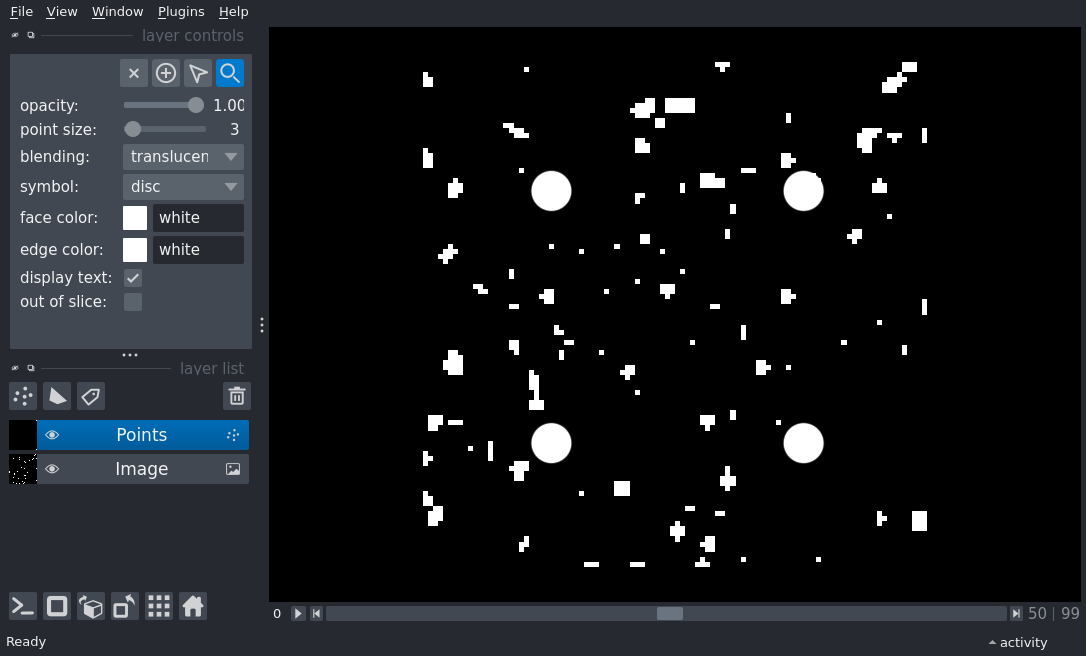 File View Window Plugins Help
layer controls
opacity: 1.00
point size: 3
blending: translucen
symbol: disc
face color: white
edge color: white
display text:
out of slice:
layer list
Points
Image
0 50 | 99
Ready activity